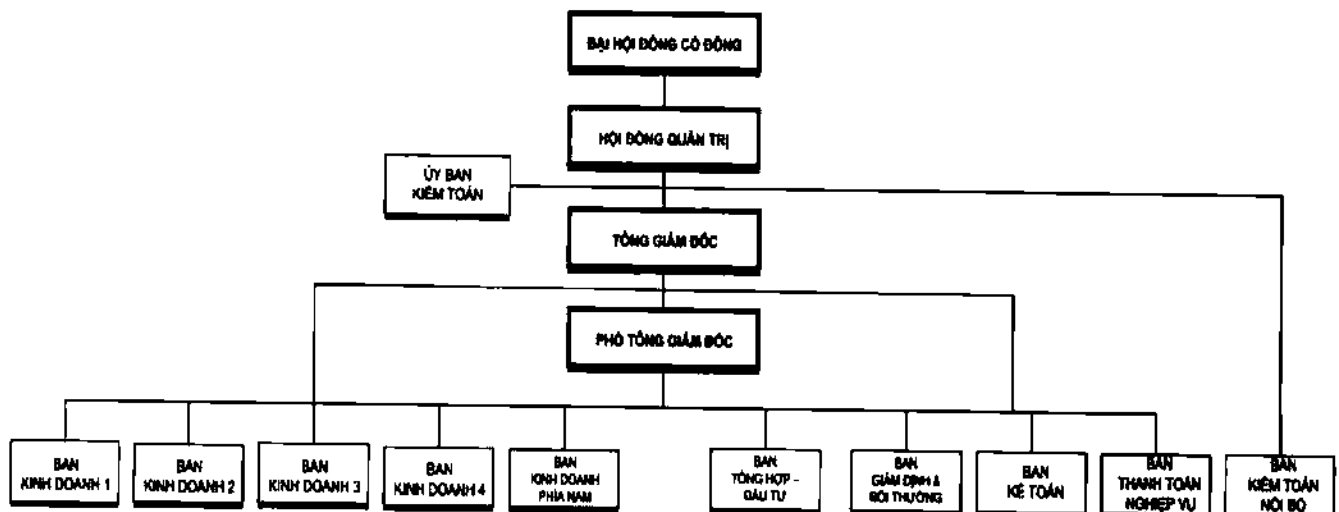 ĐẠI HỘI ĐỒNG CỔ ĐÔNG
HỘI ĐỒNG QUẢN TRỊ
ỦY BAN
KIỂM TOÁN
TỔNG GIÁM ĐỐC
PHÓ TỔNG GIÁM ĐỐC
BAN
KINH DOANH 1
BAN
KINH DOANH 2
BAN
KINH DOANH 3
BAN
KINH DOANH 4
BAN
KINH DOANH
PHÍA NAM
BAN
TỔNG HỢP –
ĐẦU TƯ
BAN
GIÁM ĐỊNH &
BỒI THƯỜNG
BAN
KẾ TOÁN
BAN
THANH TOÁN
NGHIỆP VỤ
BAN
KIỂM TOÁN
NỘI BỘ